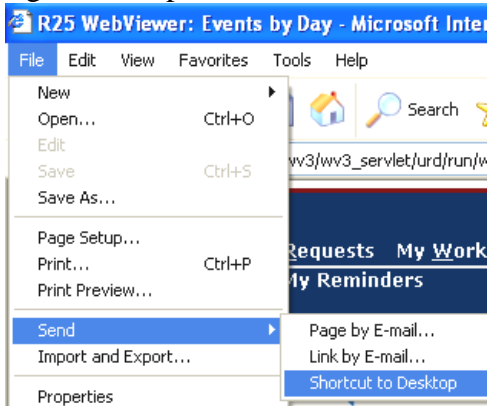 R25 WebViewer: Events by Day - Microsoft Inter
File Edit View Favorites Tools Help
New
Open... Ctrl+O
Search
Edit
wv3/wv3_servlet/urd/run/w
Save Ctrl+S
Save As...
Page Setup...
Requests My Work
Print... Ctrl+P
My Reminders
Print Preview...
Send
Page by E-mail...
Import and Export...
Link by E-mail...
Shortcut to Desktop
Properties